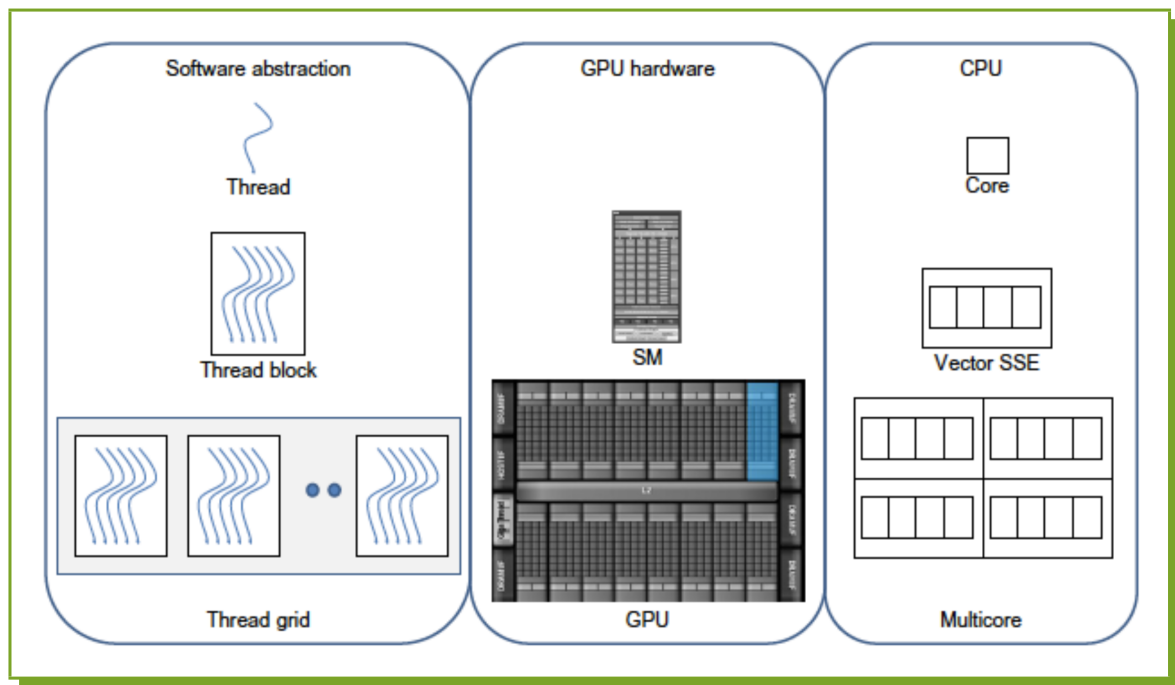 Software abstraction
Thread
Thread block
Thread grid
GPU hardware
SM
L2
GPU
CPU
Core
Vector SSE
Multicore